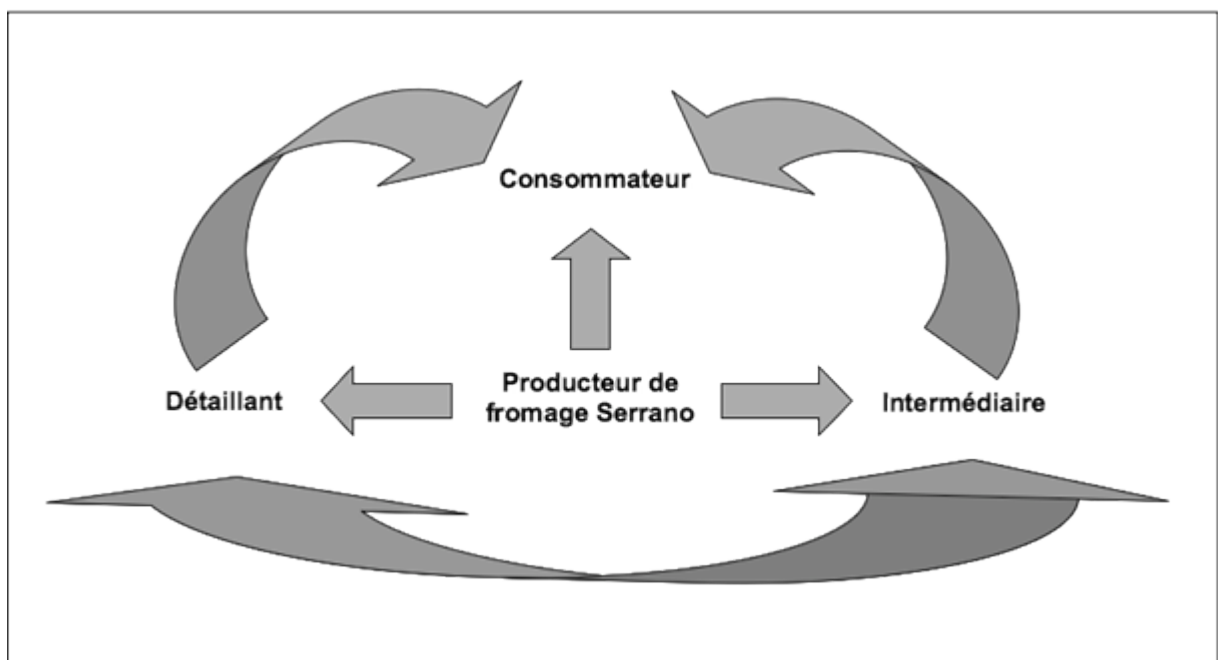 Consommateur
Détaillant
Producteur de
fromage Serrano
Intermédiaire